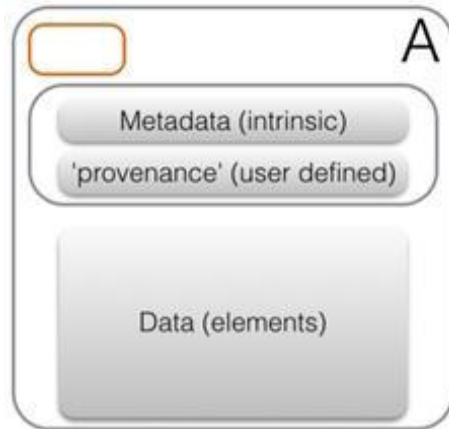 A
Metadata (intrinsic)
'provenance' (user defined)
Data (elements)